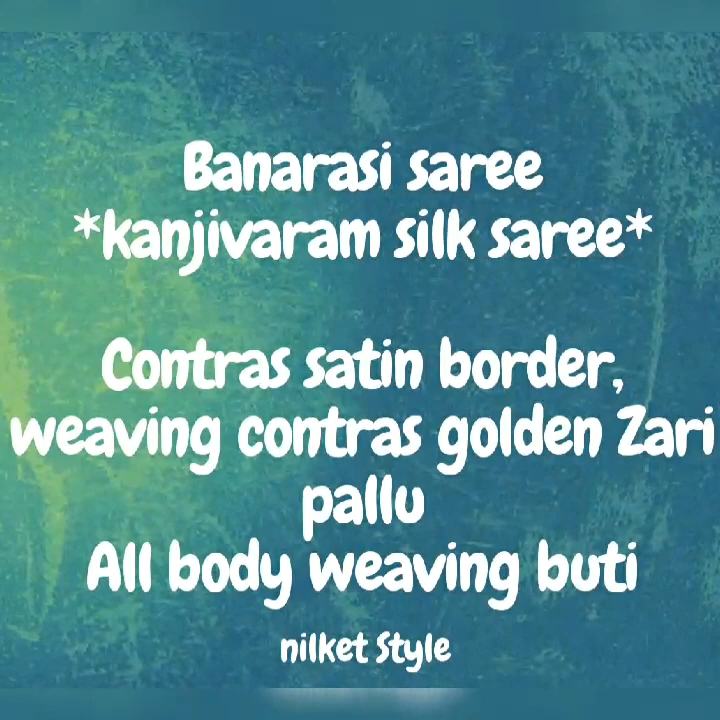 Banarasi saree
*kanjivaram silk saree*
Contras satin border,
weaving contras golden Zari
pallu
All body weaving buti
nilket Style